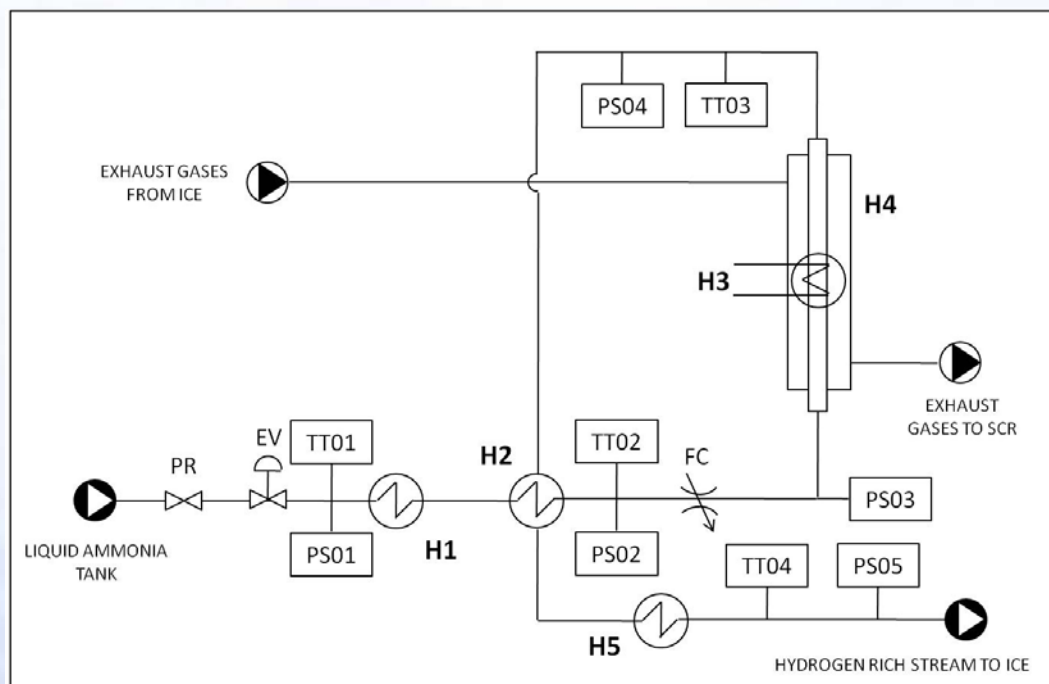 PS04
TT03
EXHAUST GASES
FROM ICE
H4
H3
EXHAUST
GASES TO SCR
TT01
EV
PR
H2
TT02
FC
PS03
LIQUID AMMONIA
TANK
PS01
H1
PS02
TT04
PS05
H5
HYDROGEN RICH STREAM TO ICE